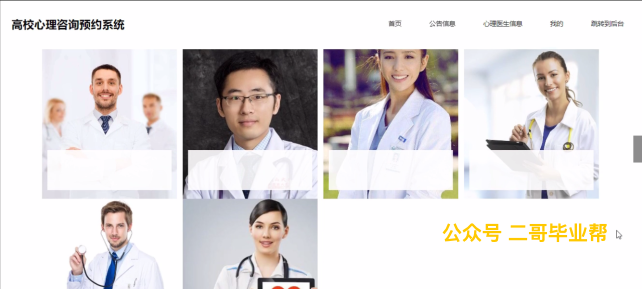 高校心理咨询预约系统
首页 公告信息 心理医生信息 我的 跳转到后台
公众号 二哥毕业帮